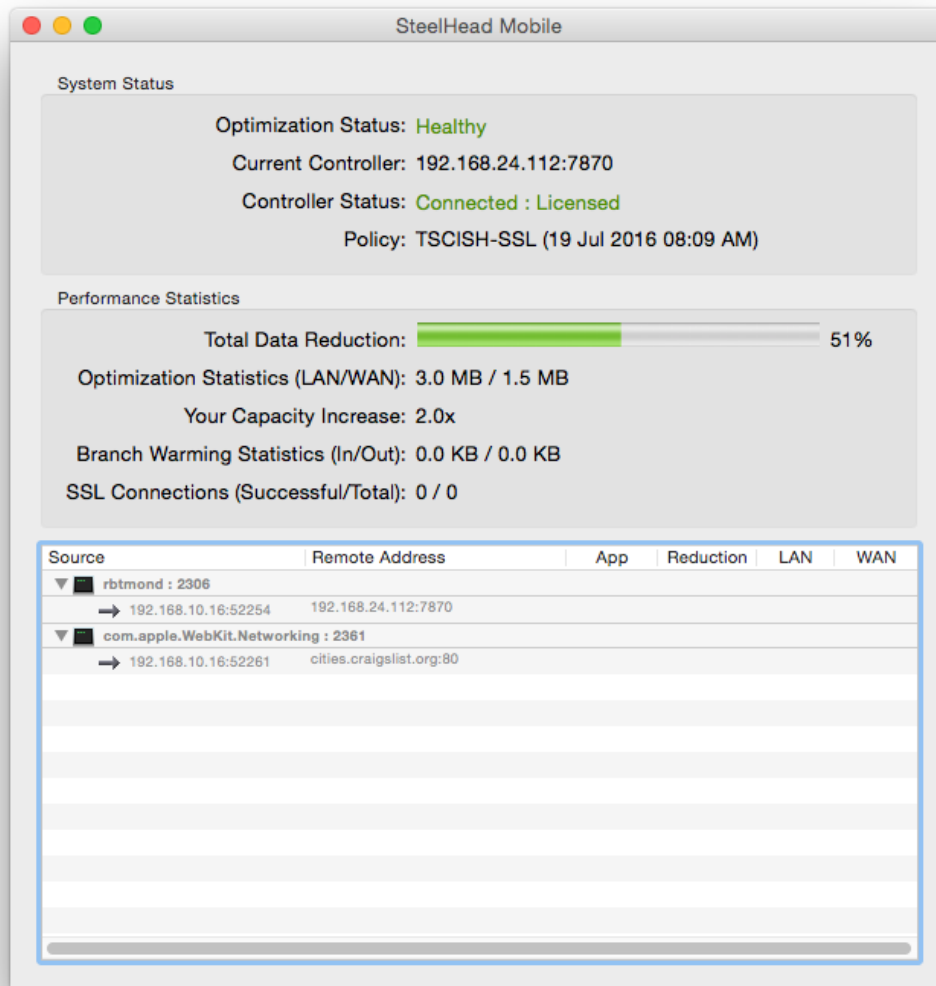 SteelHead Mobile
System Status
Optimization Status: Healthy
Current Controller: 192.168.24.112:7870
Controller Status: Connected : Licensed
Policy: TSCISH-SSL (19 Jul 2016 08:09 AM)
Performance Statistics
Total Data Reduction: 51%
Optimization Statistics (LAN/WAN): 3.0 MB / 1.5 MB
Your Capacity Increase: 2.0x
Branch Warming Statistics (In/Out): 0.0 KB / 0.0 KB
SSL Connections (Successful/Total): 0 / 0
Source Remote Address App Reduction LAN WAN
rbtmond : 2306
192.168.10.16:52254 192.168.24.112:7870
com.apple.WebKit.Networking : 2361
192.168.10.16:52261 cities.craigslist.org:80